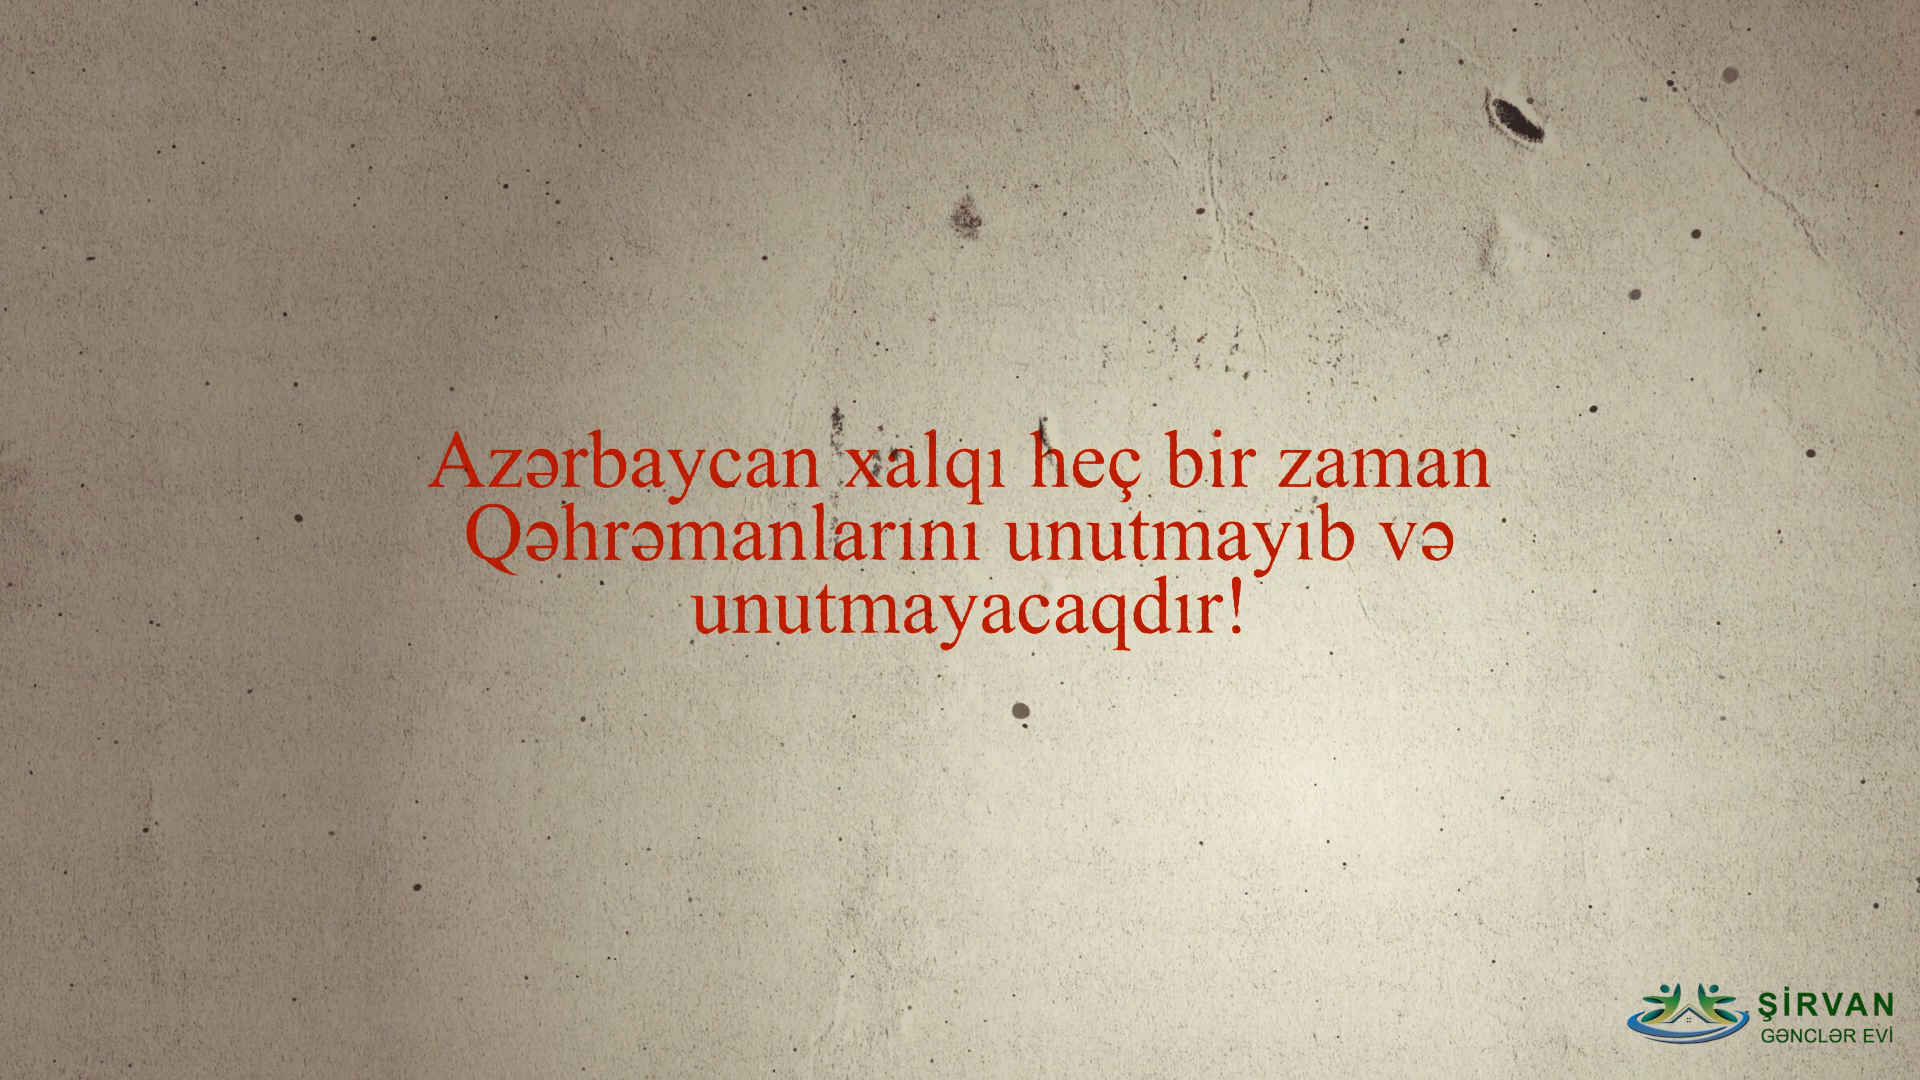 Azərbaycan xalqı heç bir zaman
Qəhrəmanlarını unutmayıb və
unutmayacaqdır!
ŞİRVAN
GƏNCLƏR EVİ